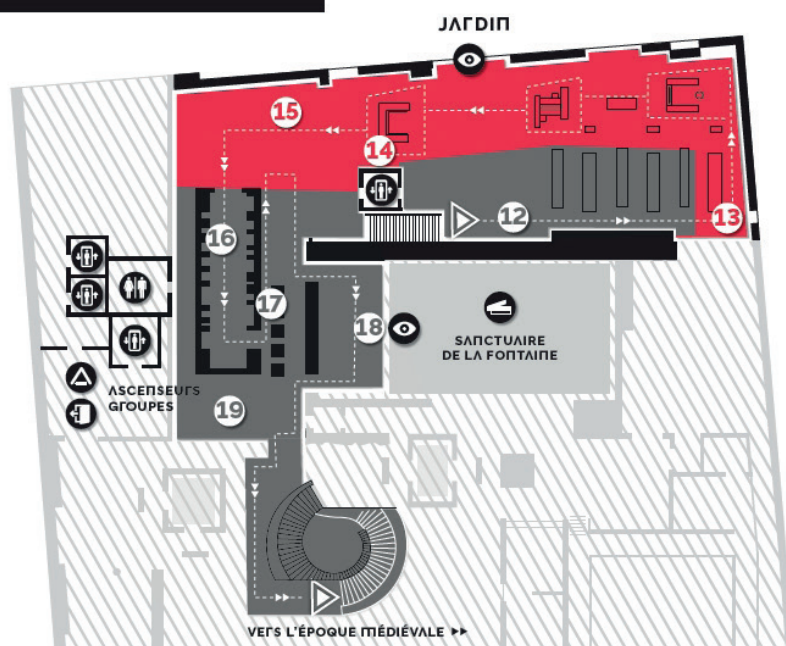 JARDIN
15
14
12
13
16
17
18
SANCTUAIRE
DE LA FONTAINE
ASCENSEURS
GROUPES
19
VERS L'ÉPOQUE MÉDIÉVALE